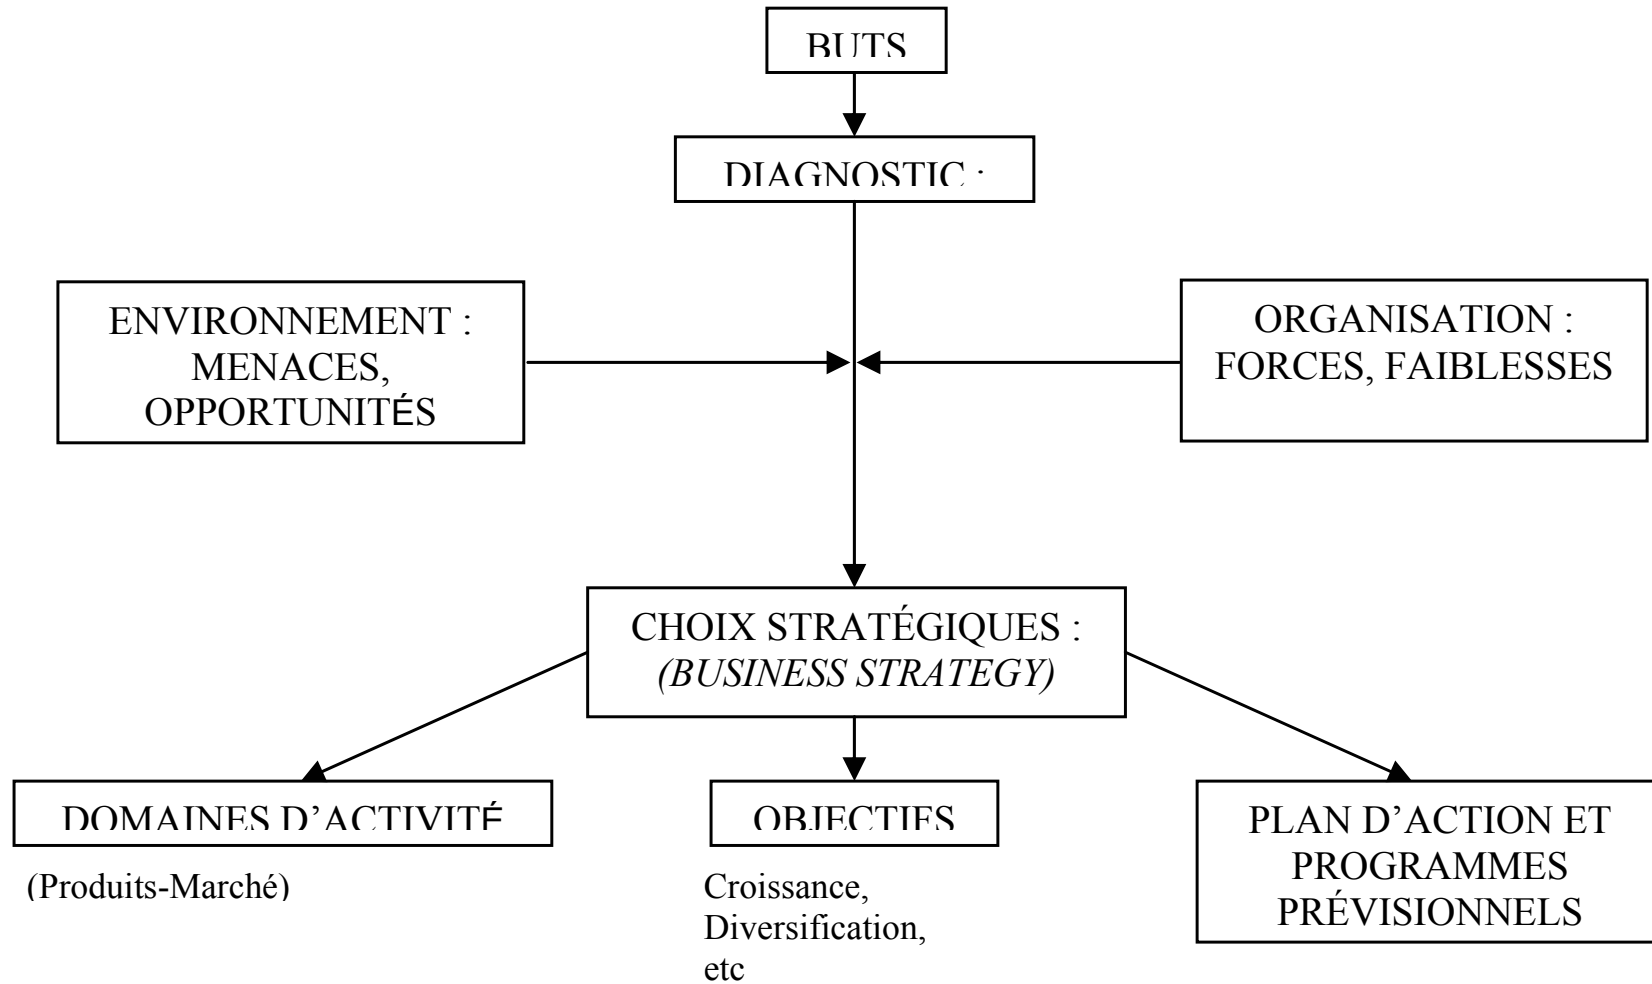 BUTS
DIAGNOSTIC :
ENVIRONNEMENT :
MENACES,
OPPORTUNITÉS
ORGANISATION :
FORCES, FAIBLESSES
CHOIX STRATÉGIQUES :
(BUSINESS STRATEGY)
DOMAINES D’ACTIVITÉ
(Produits-Marché)
OBJECTIFS
Croissance,
Diversification,
etc
PLAN D’ACTION ET
PROGRAMMES
PRÉVISIONNELS